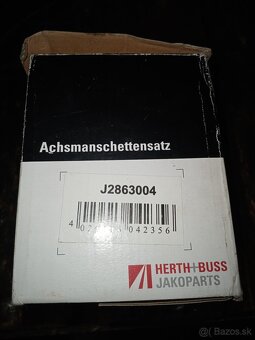 Achsmanschettensatz
J2863004
042356
HERTH+BUSS
JAKOPARTS
Bazos.sk